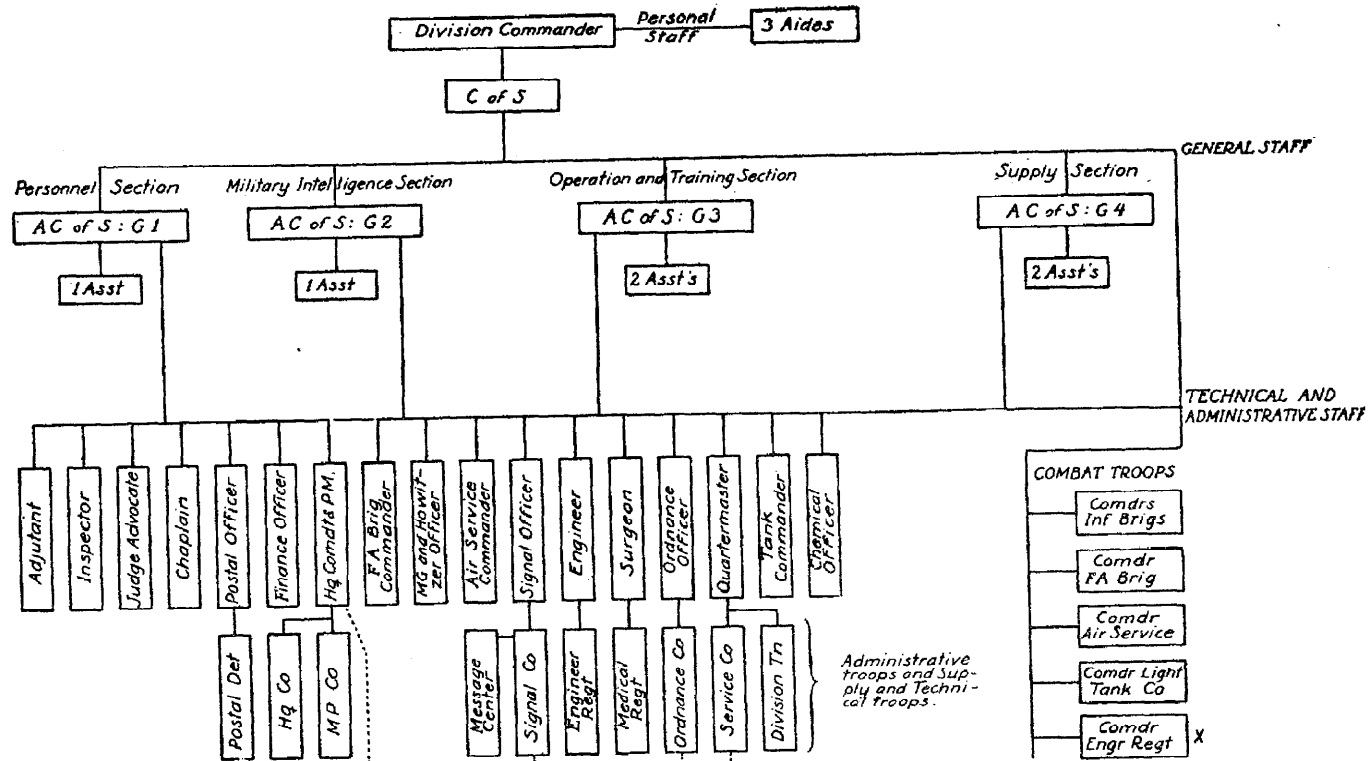 Division Commander
Personal
Staff
3 Aides
C of S
GENERAL STAFF
Personnel Section
Military Intelligence Section
Operation and Training Section
Supply Section
AC of S: G1
AC of S: G2
AC of S: G3
AC of S: G4
1 Asst
1 Asst
2 Asst's
2 Asst's
TECHNICAL AND
ADMINISTRATIVE STAFF
Adjutant
Inspector
Judge Advocate
Chaplain
Postal Officer
Finance Officer
Hq Comdt & PM.
FA Brig
Commander
MG and Howit-
zer Officer
Air Service
Commander
Signal Officer
Engineer
Surgeon
Ordnance
Officer
Quartermaster
Tank
Commander
Chemical
Officer
Postal Det
Hq Co
MP Co
Message
Center
Signal Co
Engineer
Regt
Medical
Regt
Ordnance Co
Service Co
Division Tn
Administrative
troops and Sup-
ply and Techni-
cal troops.
COMBAT TROOPS
Comdrs
Inf Brigs
Comdr
FA Brig
Comdr
Air Service
Comdr Light
Tank Co
Comdr
Engr Regt
X